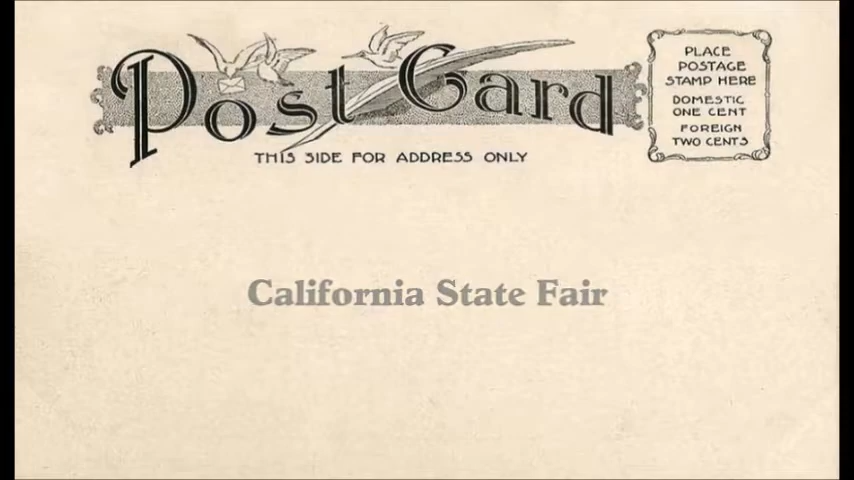 Post Card
THIS SIDE FOR ADDRESS ONLY
PLACE
POSTAGE
STAMP HERE
DOMESTIC
ONE CENT
FOREIGN
TWO CENTS
California State Fair